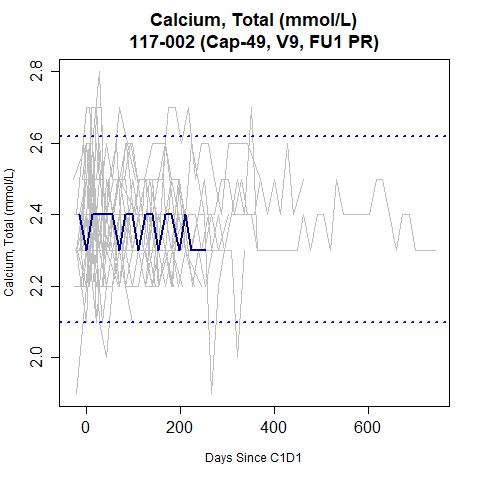 Calcium, Total (mmol/L)
117-002 (Cap-49, V9, FU1 PR)
Calcium, Total (mmol/L)
2.8
2.6
2.4
2.2
2.0
0
200
400
600
Days Since C1D1